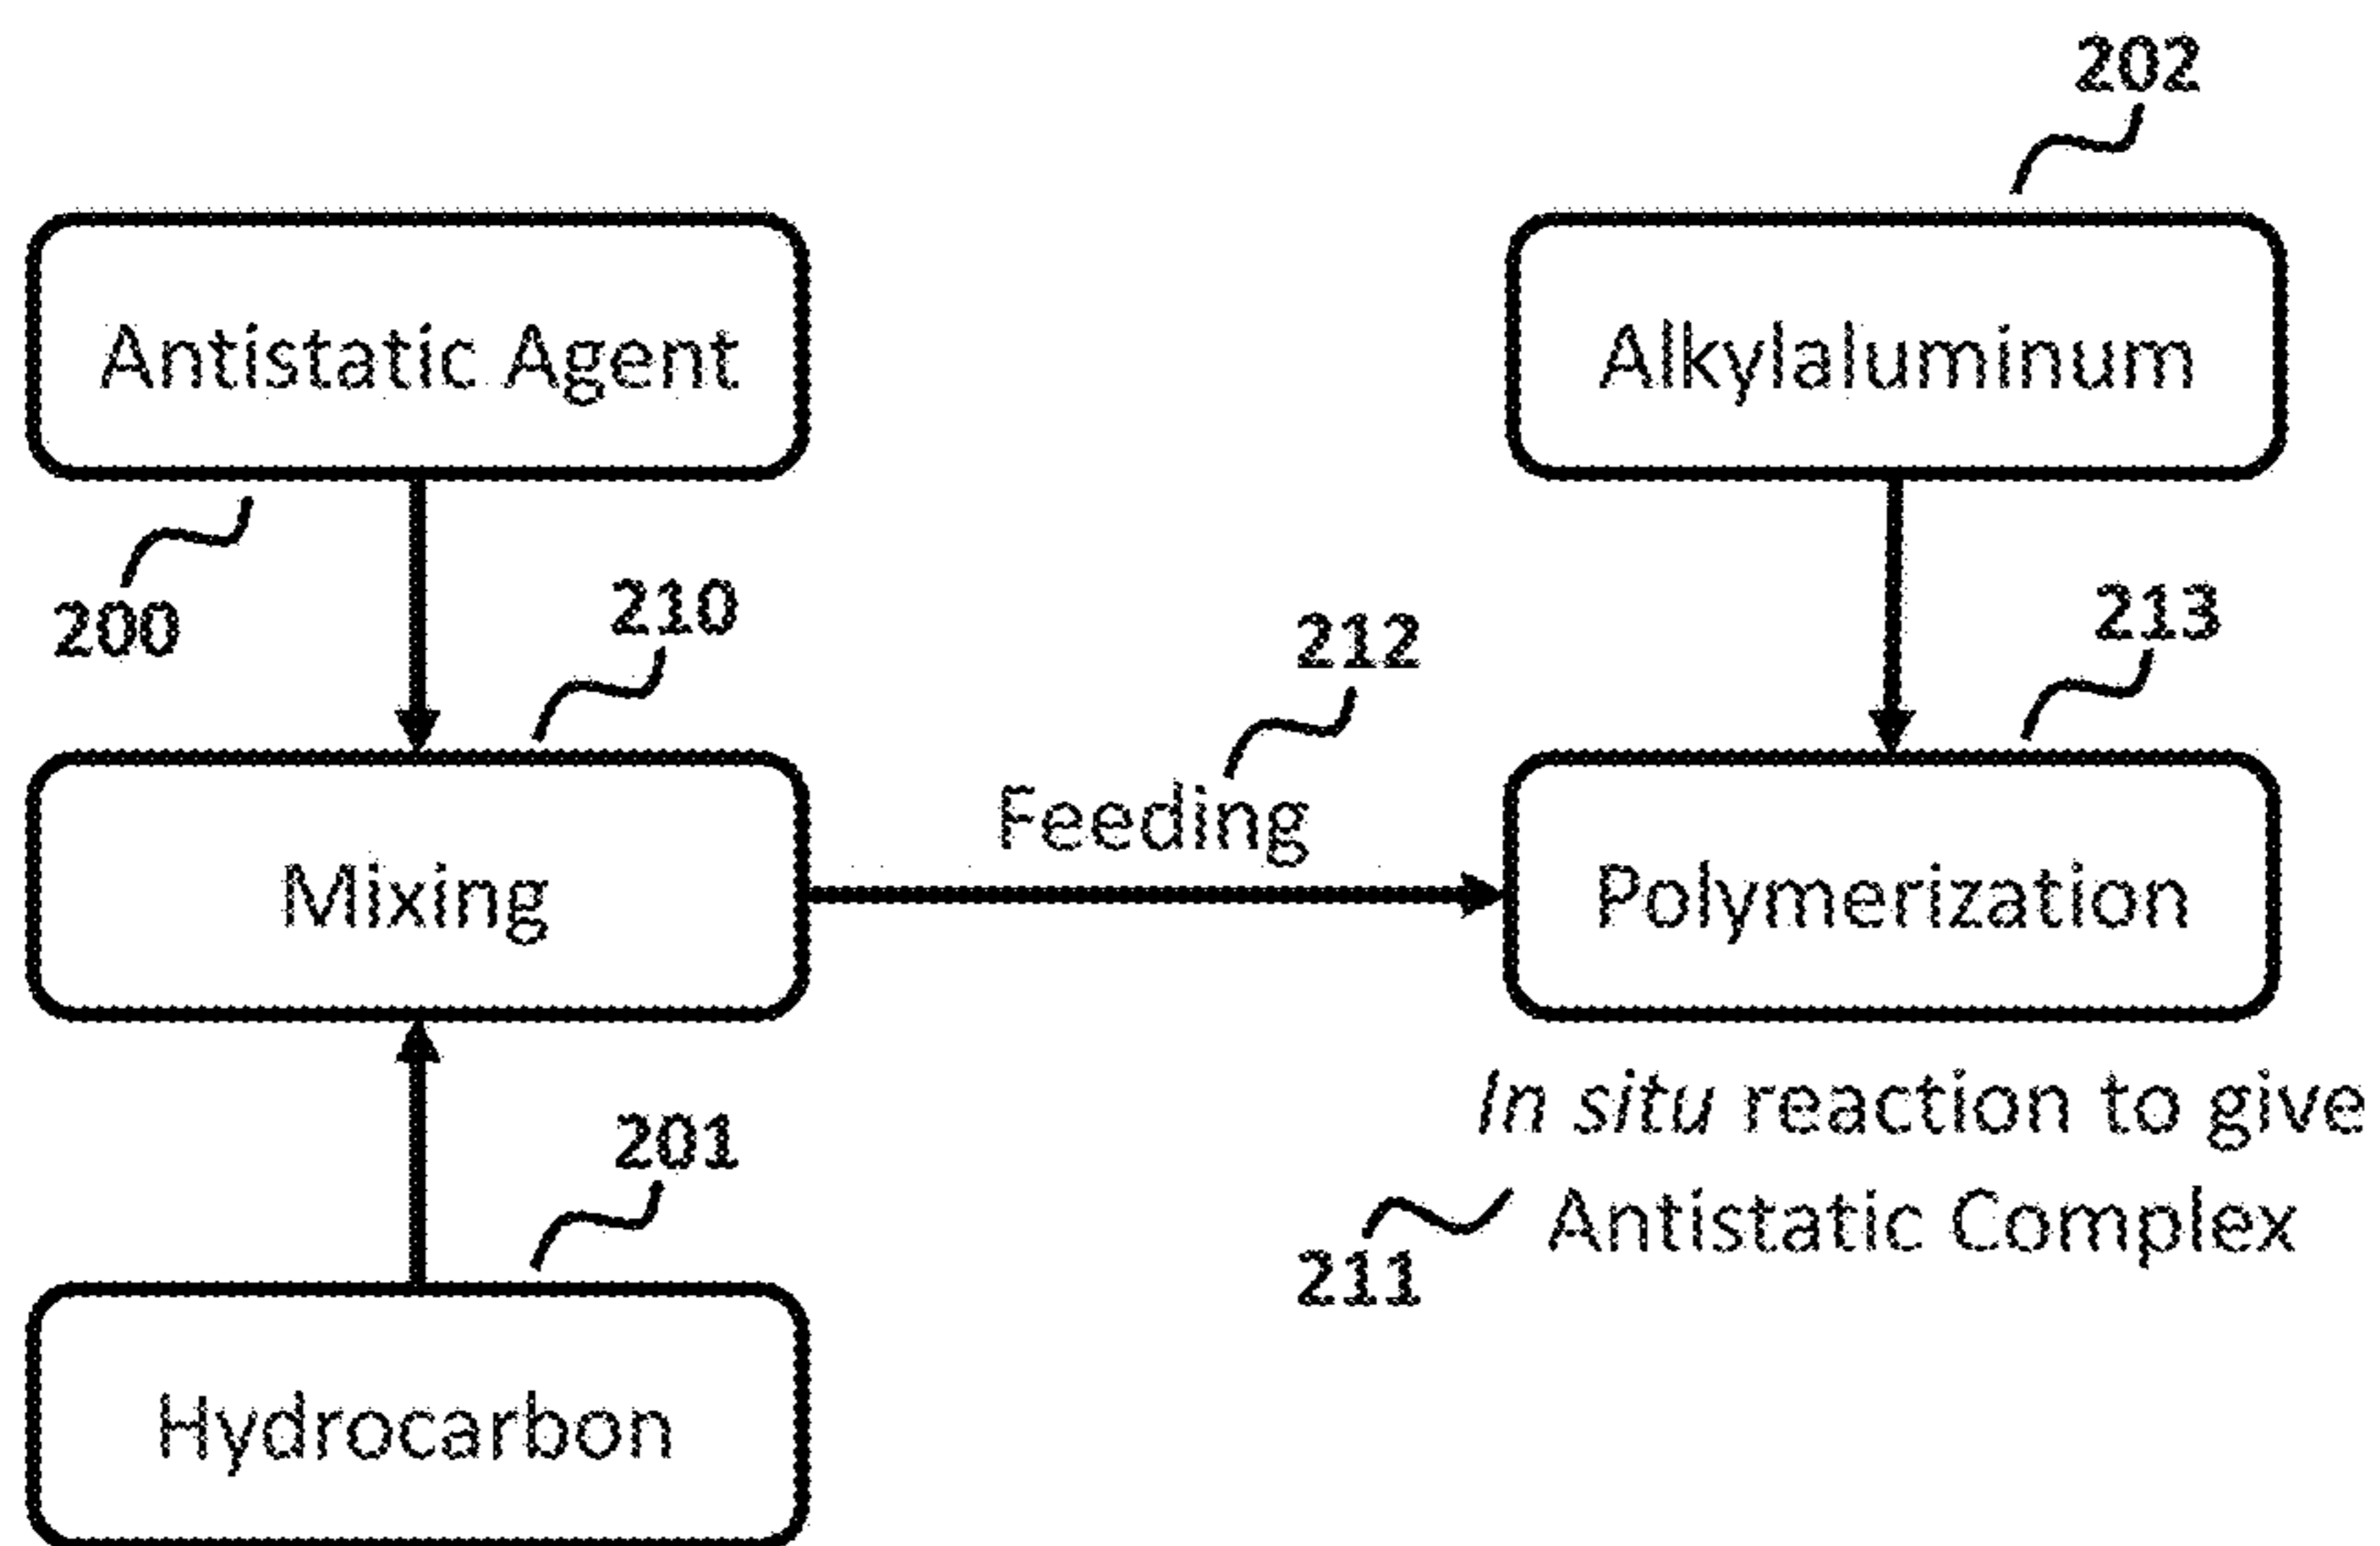 202
Antistatic Agent
Alkylaluminum
200
210
212
213
Feeding
Mixing
Polymerization
In situ reaction to give
201
Antistatic Complex
211
Hydrocarbon